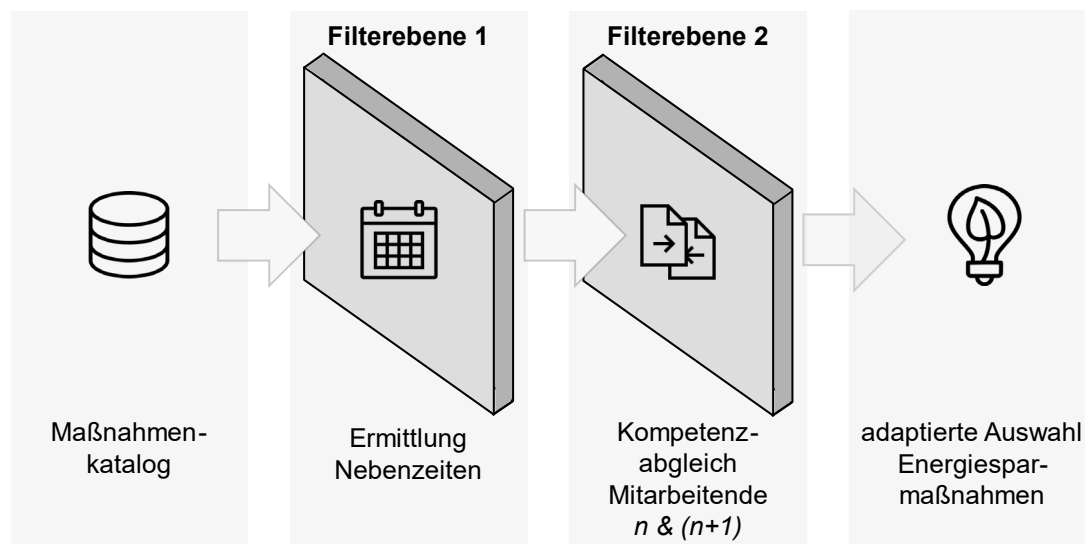 Filterebene 1
Filterebene 2
Maßnahmen-
katalog
Ermittlung
Nebenzeiten
Kompetenz-
abgleich
Mitarbeitende
n & (n+1)
adaptierte Auswahl
Energiespar-
maßnahmen